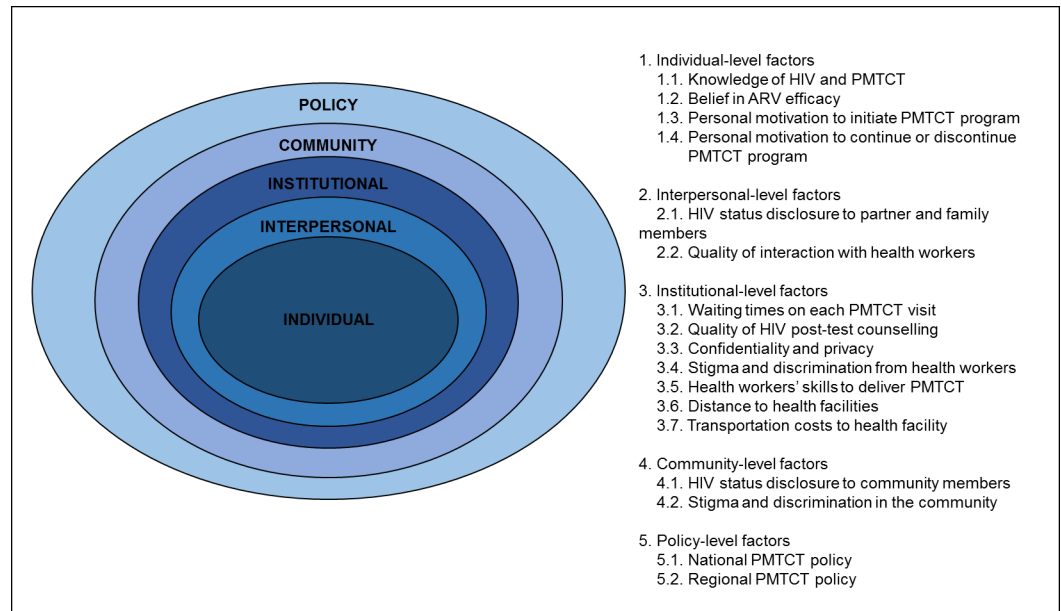 POLICY
COMMUNITY
INSTITUTIONAL
INTERPERSONAL
INDIVIDUAL
1. Individual-level factors
1.1. Knowledge of HIV and PMTCT
1.2. Belief in ARV efficacy
1.3. Personal motivation to initiate PMTCT program
1.4. Personal motivation to continue or discontinue
PMTCT program
2. Interpersonal-level factors
2.1. HIV status disclosure to partner and family
members
2.2. Quality of interaction with health workers
3. Institutional-level factors
3.1. Waiting times on each PMTCT visit
3.2. Quality of HIV post-test counselling
3.3. Confidentiality and privacy
3.4. Stigma and discrimination from health workers
3.5. Health workers’ skills to deliver PMTCT
3.6. Distance to health facilities
3.7. Transportation costs to health facility
4. Community-level factors
4.1. HIV status disclosure to community members
4.2. Stigma and discrimination in the community
5. Policy-level factors
5.1. National PMTCT policy
5.2. Regional PMTCT policy